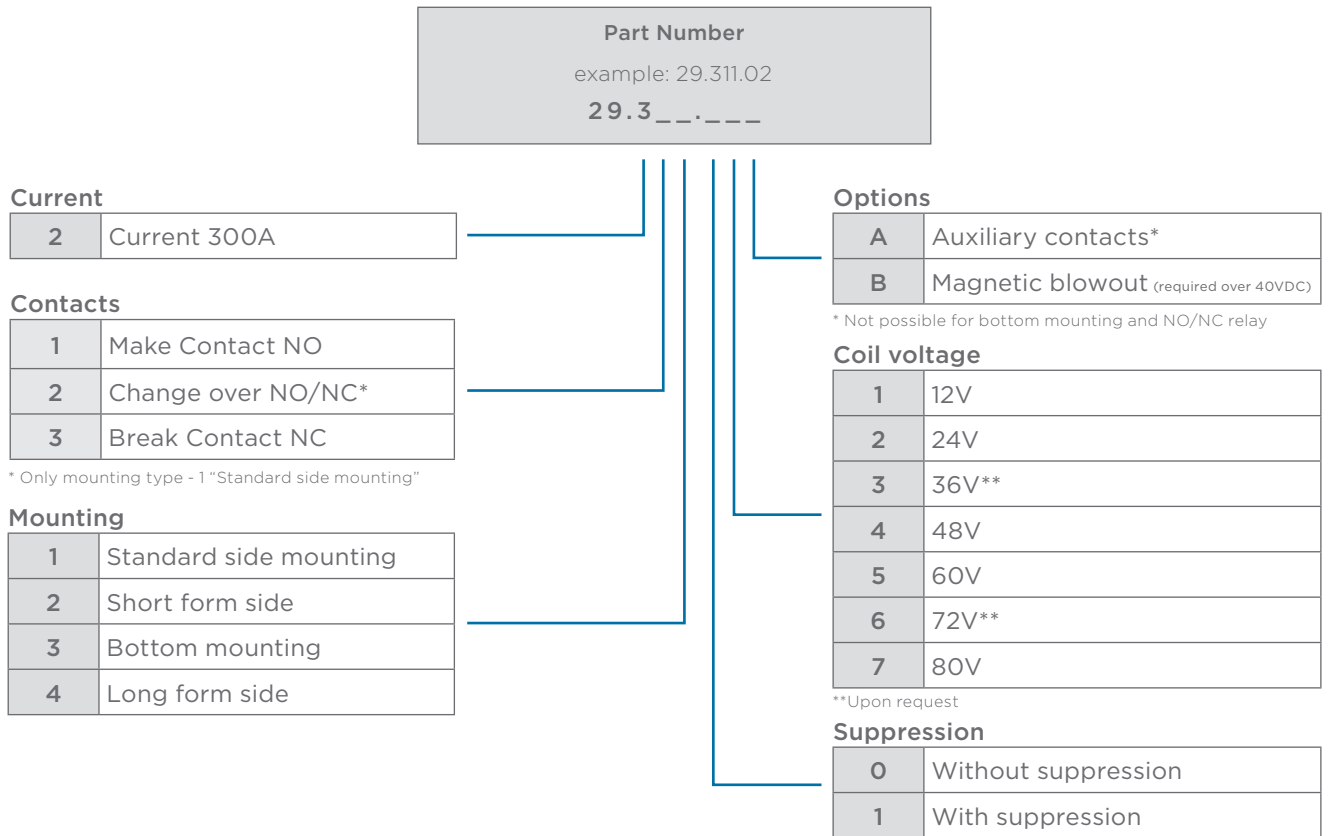 Part Number
example: 29.311.02
29.3__.___
Current
2 Current 300A
Contacts
1 Make Contact NO
2 Change over NO/NC*
3 Break Contact NC
* Only mounting type - 1 “Standard side mounting”
Mounting
1 Standard side mounting
2 Short form side
3 Bottom mounting
4 Long form side
Options
A Auxiliary contacts*
B Magnetic blowout (required over 40VDC)
* Not possible for bottom mounting and NO/NC relay
Coil voltage
1 12V
2 24V
3 36V**
4 48V
5 60V
6 72V**
7 80V
**Upon request
Suppression
0 Without suppression
1 With suppression